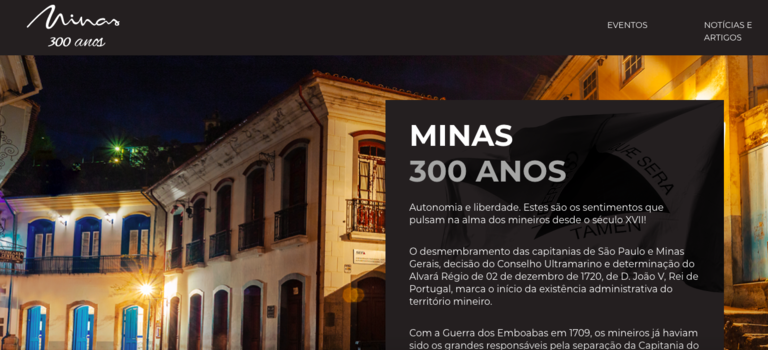 Minas
300 anos
EVENTOS
NOTÍCIAS E
ARTIGOS
MINAS
300 ANOS
E SERA
TAMEN
Autonomia e liberdade. Estes são os sentimentos que
pulsam na alma dos mineiros desde o século XVII!
O desmembramento das capitanias de São Paulo e Minas
Gerais, decisão do Conselho Ultramarino e determinação do
Alvará Régio de 02 de dezembro de 1720, de D. João V, Rei de
Portugal, marca o início da existência administrativa do
território mineiro.
Com a Guerra dos Emboabas em 1709, os mineiros já haviam
sido os grandes responsáveis pela separação da Capitania do